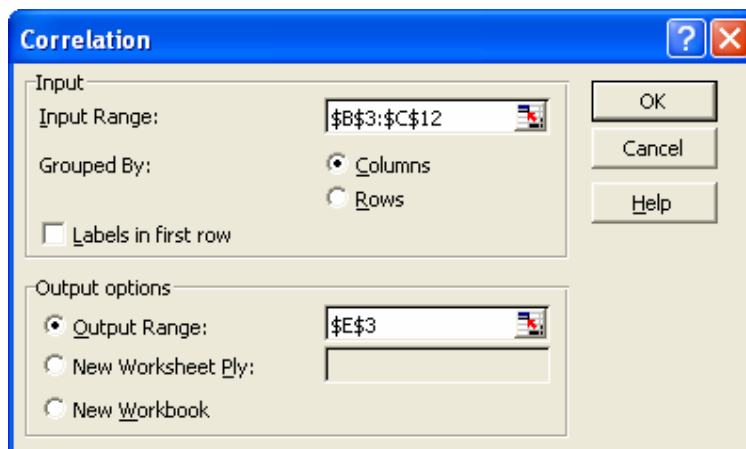 Correlation
Input
Input Range: $B$3:$C$12
Grouped By: Columns
Rows
Labels in first row
OK
Cancel
Help
Output options
Output Range: $E$3
New Worksheet Ply:
New Workbook